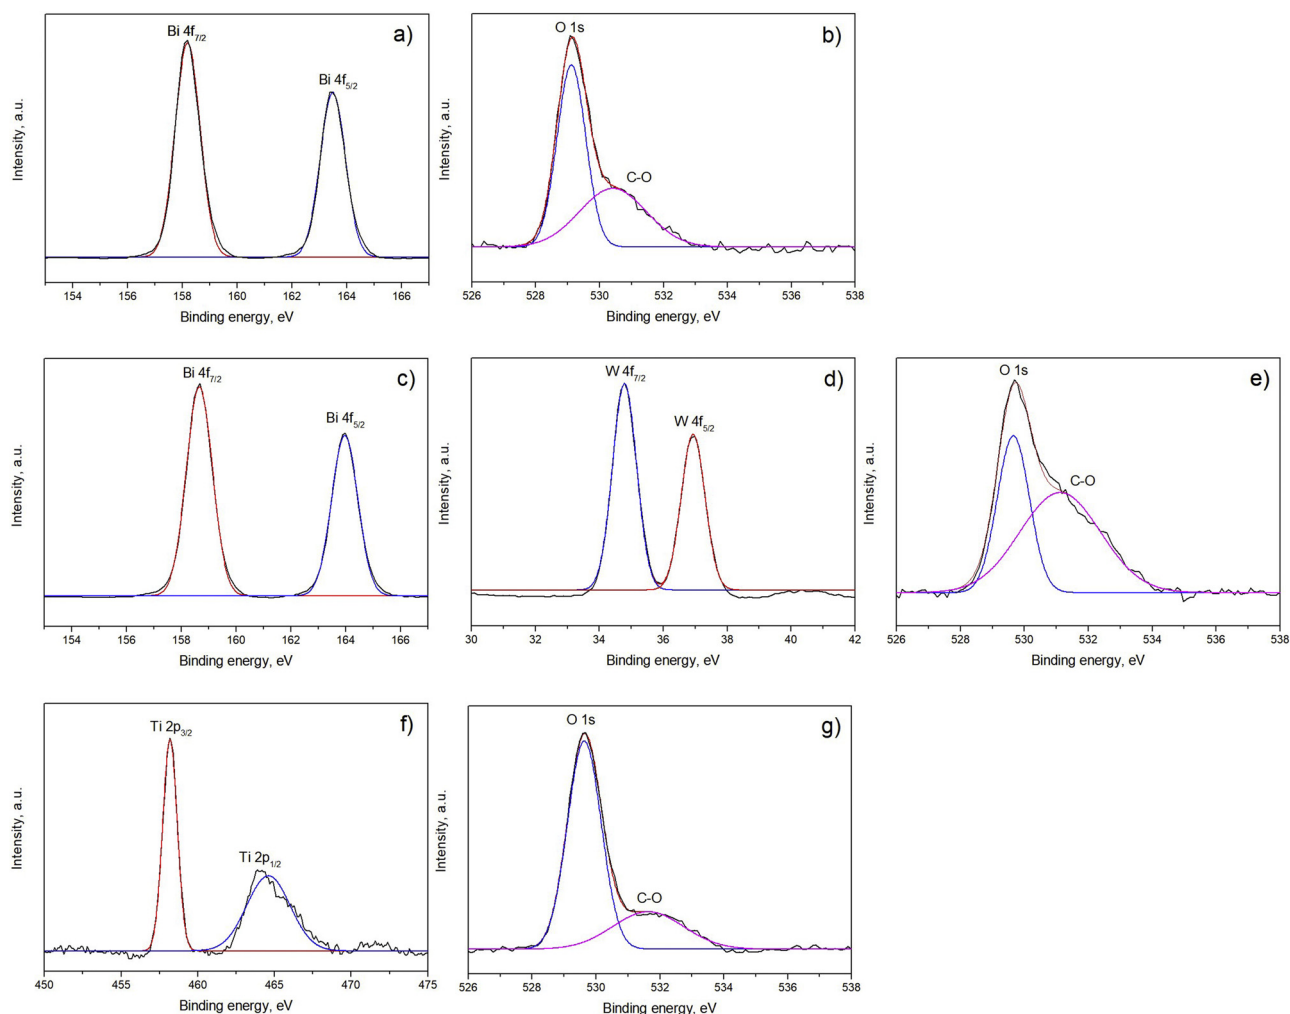 a)
Bi 4f7/2
Bi 4f5/2
Intensity, a.u.
154 156 158 160 162 164 166
Binding energy, eV
b)
O 1s
C-O
Intensity, a.u.
526 528 530 532 534 536 538
Binding energy, eV
c)
Bi 4f7/2
Bi 4f5/2
Intensity, a.u.
154 156 158 160 162 164 166
Binding energy, eV
d)
W 4f7/2
W 4f5/2
Intensity, a.u.
30 32 34 36 38 40 42
Binding energy, eV
e)
O 1s
C-O
Intensity, a.u.
526 528 530 532 534 536 538
Binding energy, eV
f)
Ti 2p3/2
Ti 2p1/2
Intensity, a.u.
450 455 460 465 470 475
Binding energy, eV
g)
O 1s
C-O
Intensity, a.u.
526 528 530 532 534 536 538
Binding energy, eV